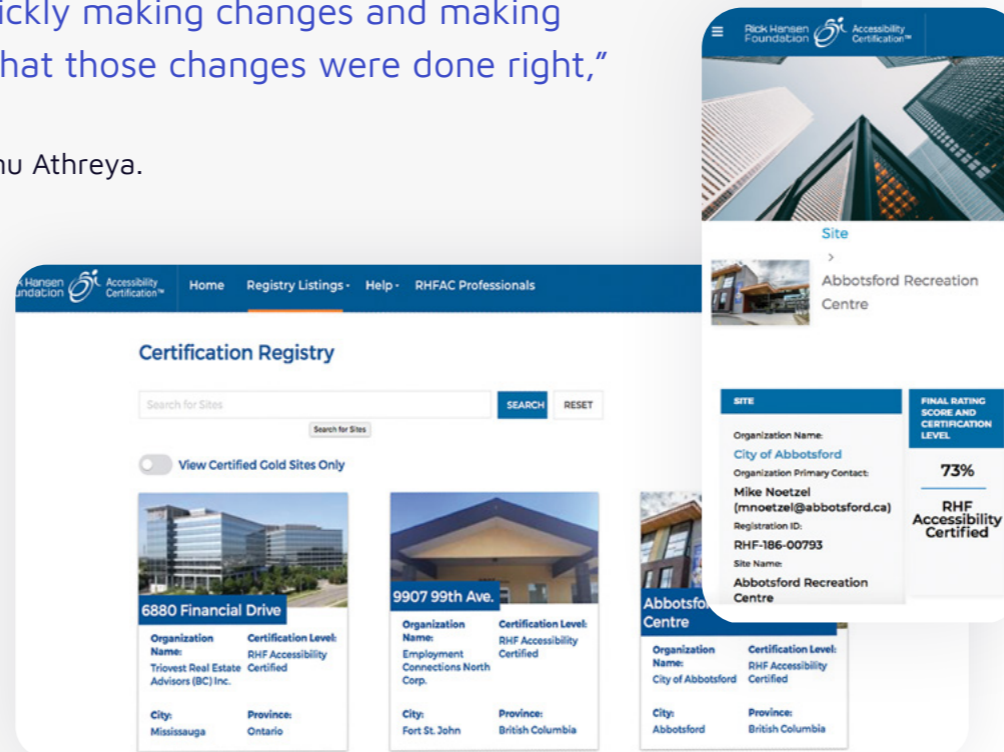 ickly making changes and making
hat those changes were done right,”
nu Athreya.
Hansen
undation
Accessibility
Certification™
Home
Registry Listings
Help
RHFAC Professionals
Certification Registry
Search for Sites
SEARCH
RESET
Search for Sites
View Certified Gold Sites Only
6880 Financial Drive
Organization
Name:
Triovest Real Estate
Advisors (BC) Inc.
Certification Level:
RHF Accessibility
Certified
City:
Mississauga
Province:
Ontario
9907 99th Ave.
Organization
Name:
Employment
Connections North
Corp.
Certification Level:
RHF Accessibility
Certified
City:
Fort St. John
Province:
British Columbia
Abbotsfo
Centre
Organization
Name:
City of Abbotsford
Certification Level:
RHF Accessibility
Certified
City:
Abbotsford
Province:
British Columbia
Rick Hansen
Foundation
Accessibility
Certification™
Site
>
Abbotsford Recreation
Centre
SITE
Organization Name:
City of Abbotsford
Organization Primary Contact:
Mike Noetzel
(mnoetzel@abbotsford.ca)
Registration ID:
RHF-186-00793
Site Name:
Abbotsford Recreation
Centre
FINAL RATING
SCORE AND
CERTIFICATION
LEVEL
73%
RHF
Accessibility
Certified